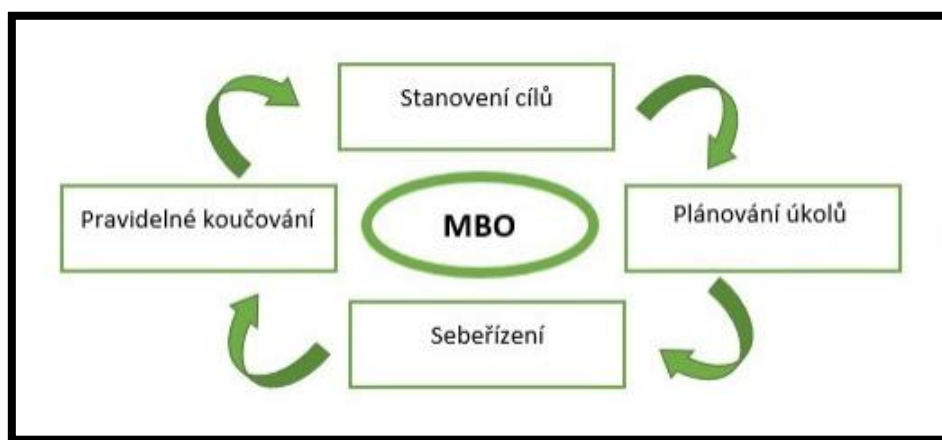 Stanovení cílů
Pravidelné koučování
MBO
Plánování úkolů
Sebeřízení